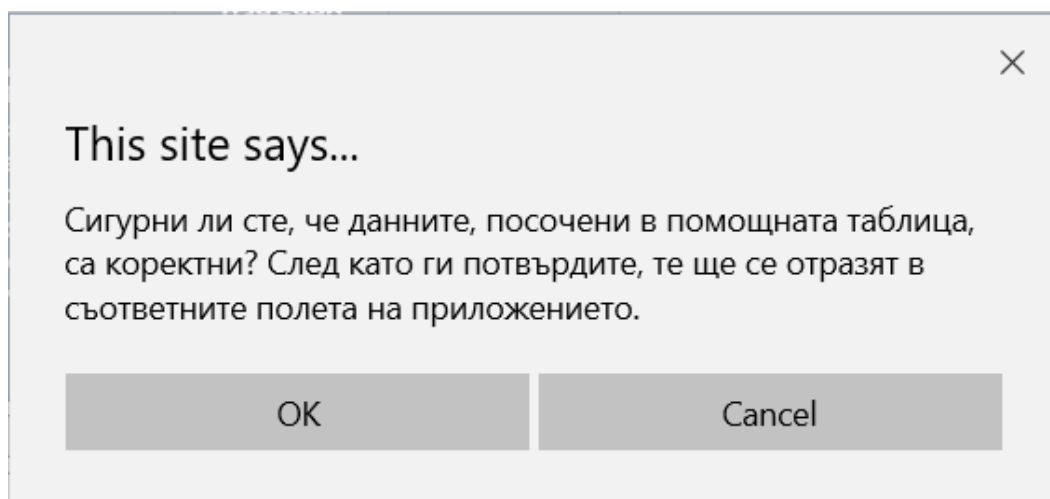 This site says...
Сигурни ли сте, че данните, посочени в помощната таблица,
са коректни? След като ги потвърдите, те ще се отразят в
съответните полета на приложението.
OK
Cancel